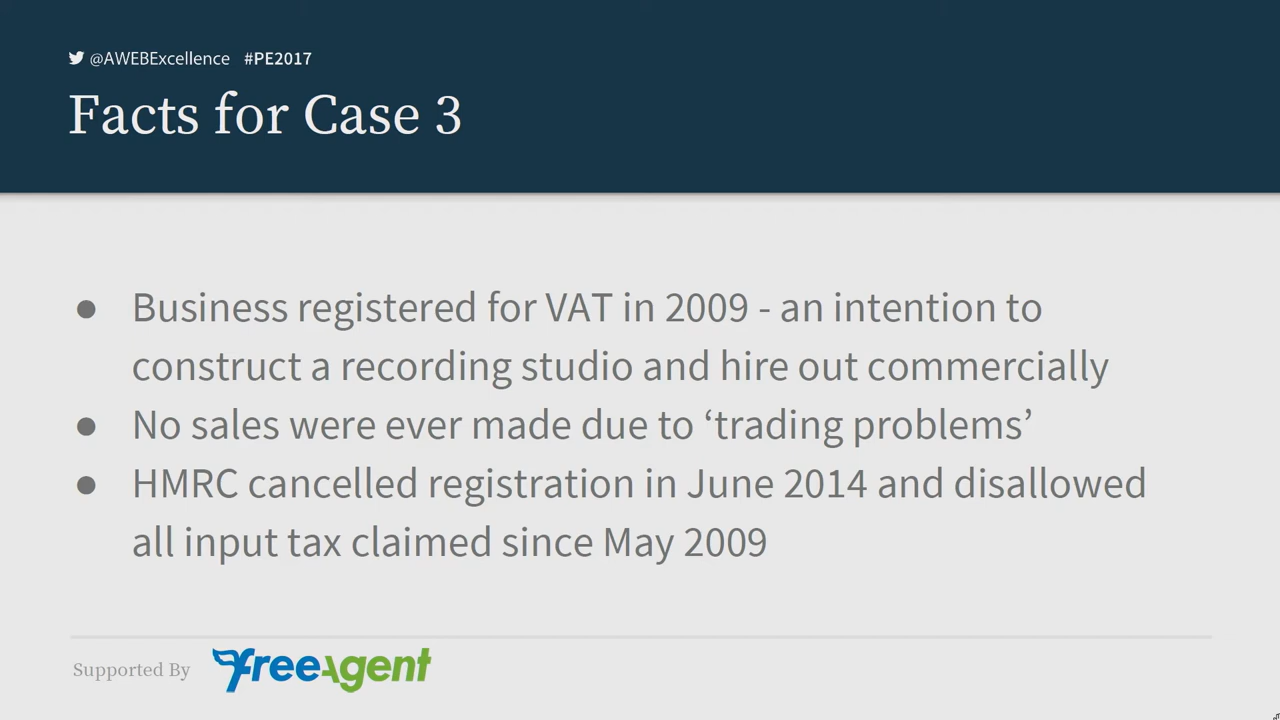 @AWEBExcellence #PE2017
Facts for Case 3
● Business registered for VAT in 2009 - an intention to
construct a recording studio and hire out commercially
● No sales were ever made due to ‘trading problems’
● HMRC cancelled registration in June 2014 and disallowed
all input tax claimed since May 2009
Supported By freeAgent